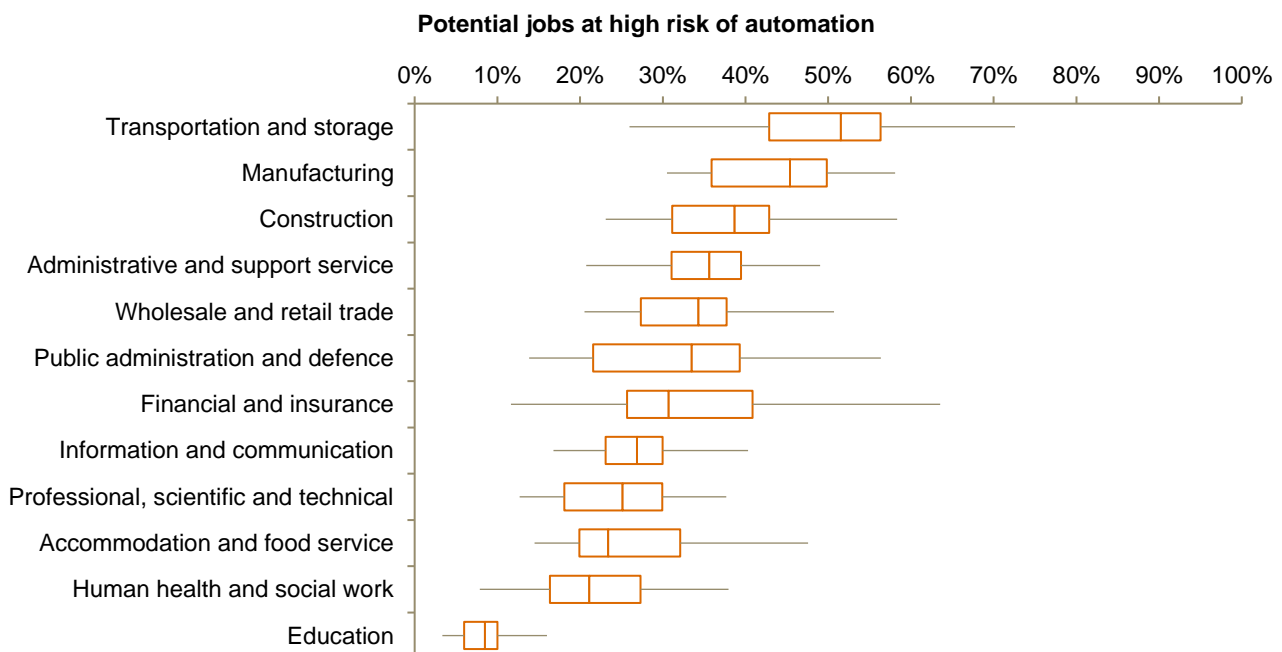 Potential jobs at high risk of automation
0% 10% 20% 30% 40% 50% 60% 70% 80% 90% 100%
Transportation and storage
Manufacturing
Construction
Administrative and support service
Wholesale and retail trade
Public administration and defence
Financial and insurance
Information and communication
Professional, scientific and technical
Accommodation and food service
Human health and social work
Education